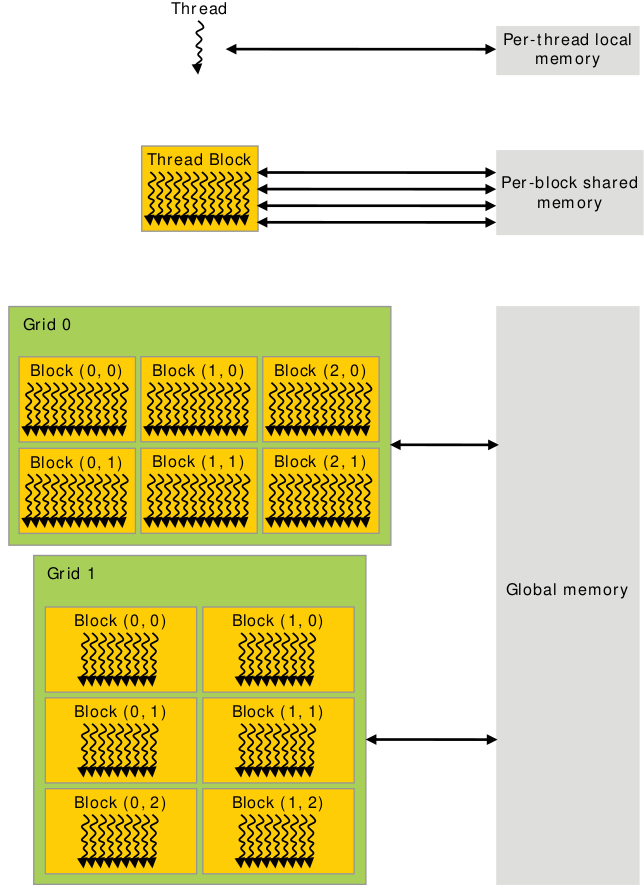 Thread
Per-thread local
memory
Thread Block
Per-block shared
memory
Grid 0
Block (0, 0) Block (1, 0) Block (2, 0)
Block (0, 1) Block (1, 1) Block (2, 1)
Global memory
Grid 1
Block (0, 0) Block (1, 0)
Block (0, 1) Block (1, 1)
Block (0, 2) Block (1, 2)